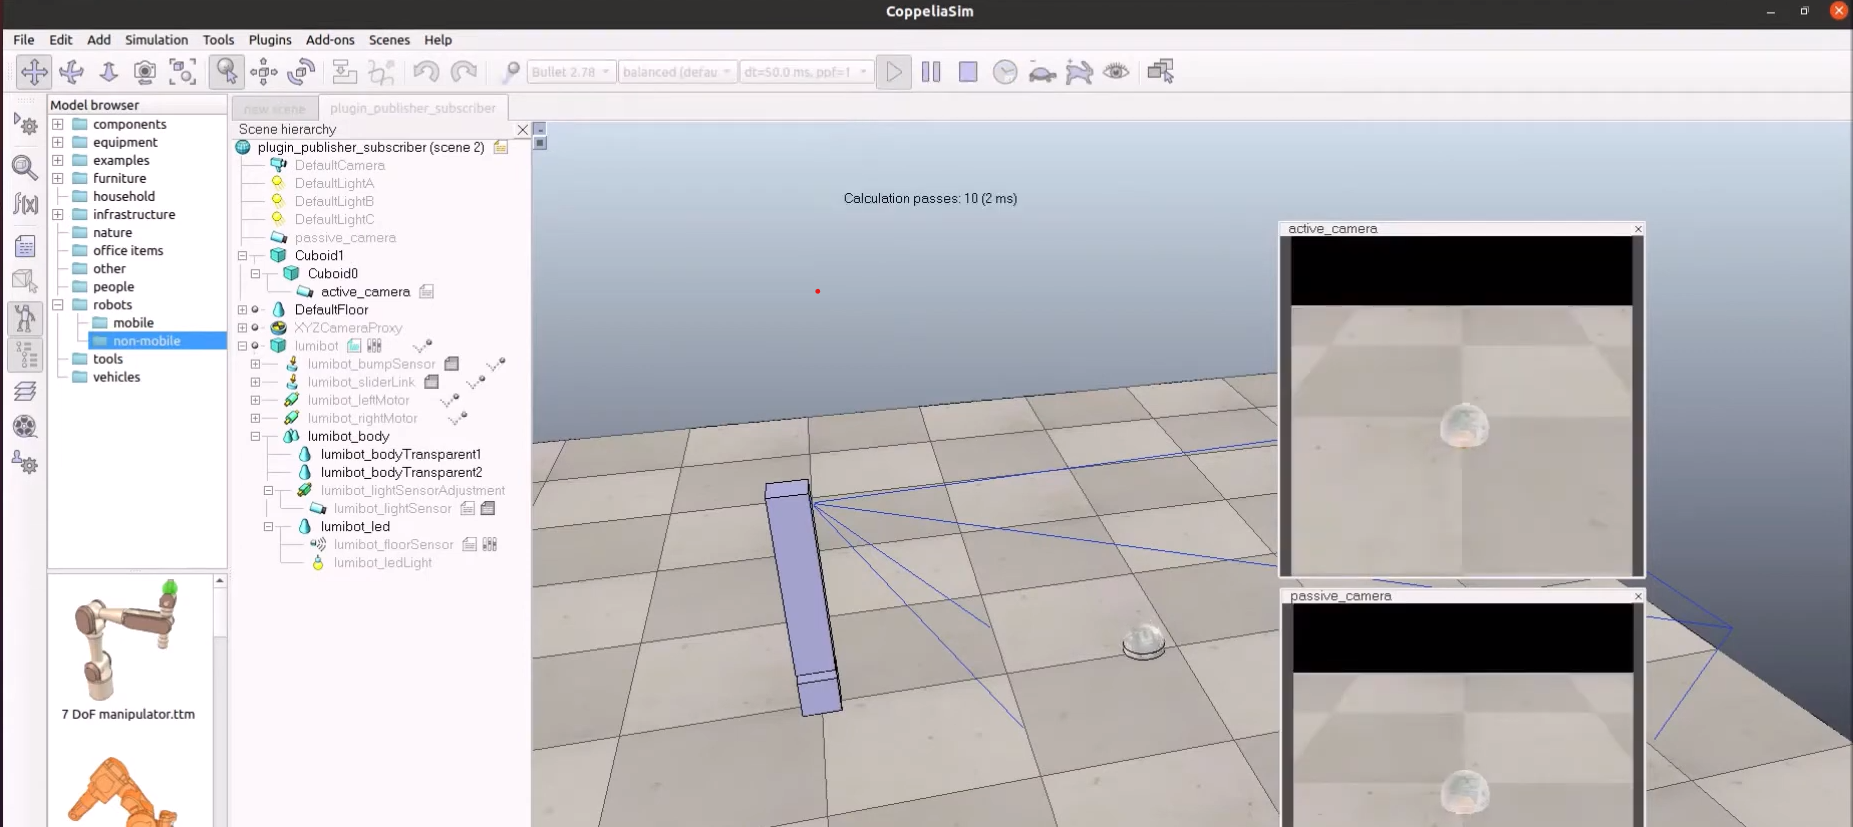 CoppeliaSim
File Edit Add Simulation Tools Plugins Add-ons Scenes Help
Bullet 2.78 balanced (defau dt=50.0 ms, ppf=1
Model browser
components
equipment
examples
furniture
household
infrastructure
nature
office items
other
people
robots
mobile
non-mobile
tools
vehicles
7 DoF manipulator.ttm
new scene plugin_publisher_subscriber
Scene hierarchy
plugin_publisher_subscriber (scene 2)
DefaultCamera
DefaultLightA
DefaultLightB
DefaultLightC
passive_camera
Cuboid1
Cuboid0
active_camera
DefaultFloor
XYZCameraProxy
lumibot
lumibot_bumpSensor
lumibot_sliderLink
lumibot_leftMotor
lumibot_rightMotor
lumibot_body
lumibot_bodyTransparent1
lumibot_bodyTransparent2
lumibot_lightSensorAdjustment
lumibot_lightSensor
lumibot_led
lumibot_floorSensor
lumibot_ledLight
Calculation passes: 10 (2 ms)
active_camera
passive_camera
f(x)